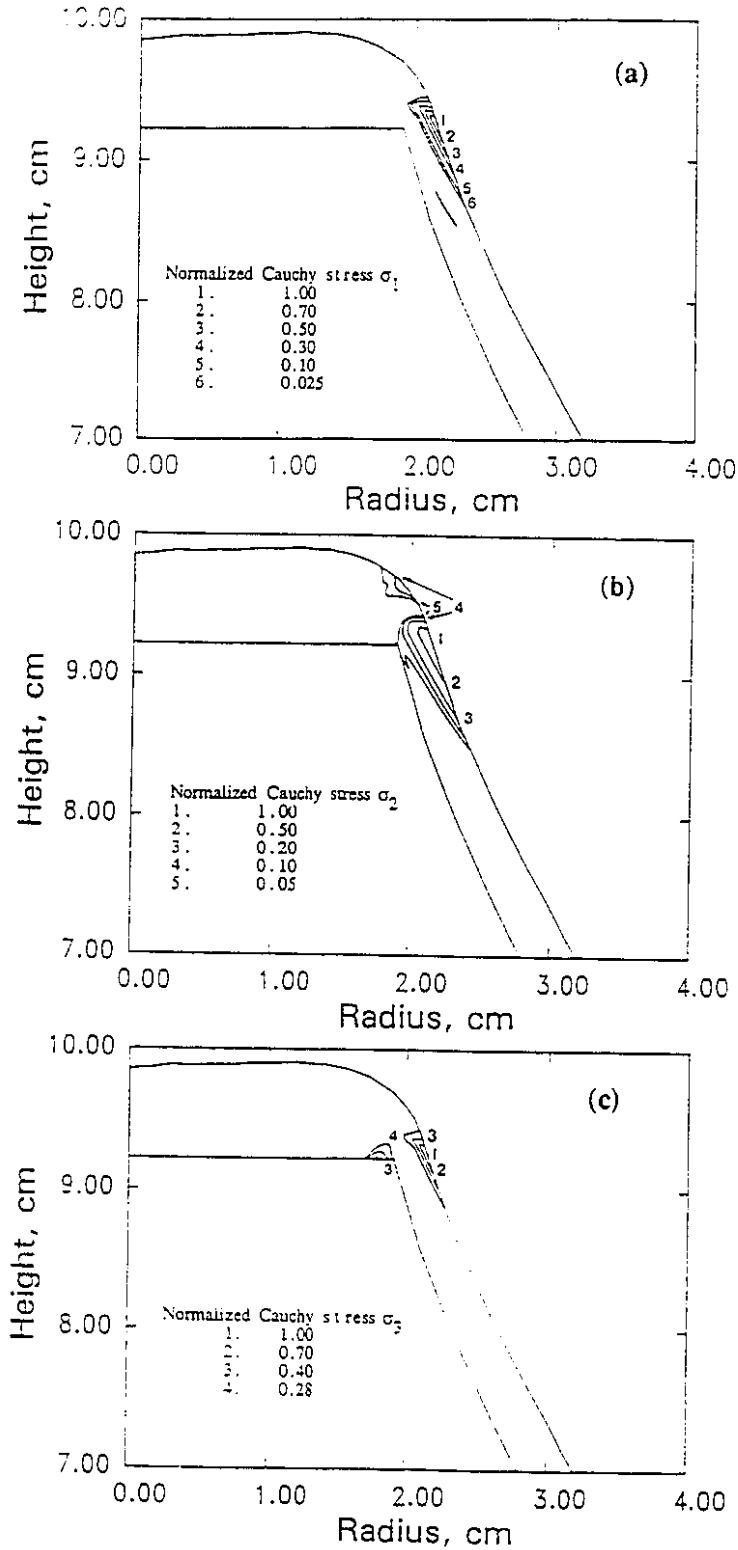 10.00
(a)
1
2
3
4
5
6
9.00
8.00
7.00
Height, cm
Normalized Cauchy stress σ1
1. 1.00
2. 0.70
3. 0.50
4. 0.30
5. 0.10
6. 0.025
0.00 1.00 2.00 3.00 4.00
Radius, cm
10.00
(b)
5 4
1
2
3
9.00
8.00
7.00
Height, cm
Normalized Cauchy stress σ2
1. 1.00
2. 0.50
3. 0.20
4. 0.10
5. 0.05
0.00 1.00 2.00 3.00 4.00
Radius, cm
10.00
(c)
4 3
1
3 2
9.00
8.00
7.00
Height, cm
Normalized Cauchy stress σ3
1. 1.00
2. 0.70
3. 0.40
4. 0.28
0.00 1.00 2.00 3.00 4.00
Radius, cm